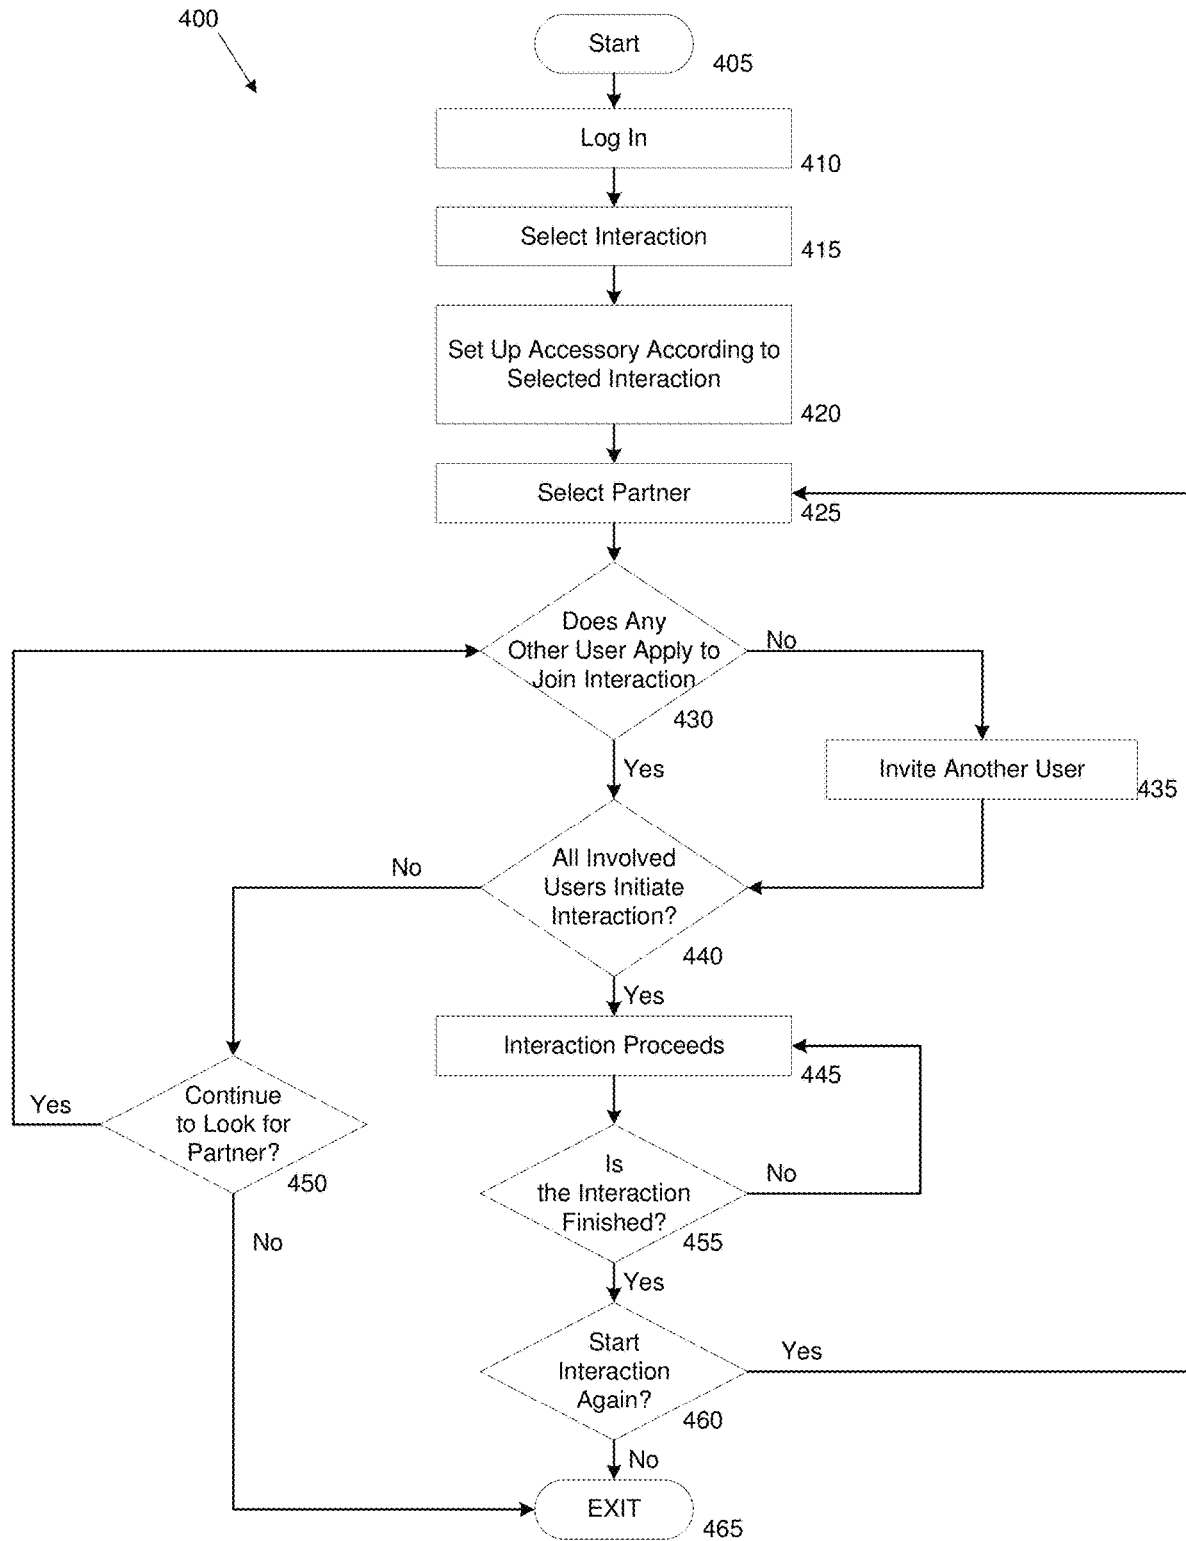 400
Start
405
Log In
410
Select Interaction
415
Set Up Accessory According to
Selected Interaction
420
Select Partner
425
Does Any
Other User Apply to
Join Interaction
430
No
Yes
Invite Another User
435
All Involved
Users Initiate
Interaction?
440
No
Yes
Interaction Proceeds
445
Continue
to Look for
Partner?
450
Yes
No
Is
the Interaction
Finished?
455
No
Yes
Start
Interaction
Again?
460
Yes
No
EXIT
465